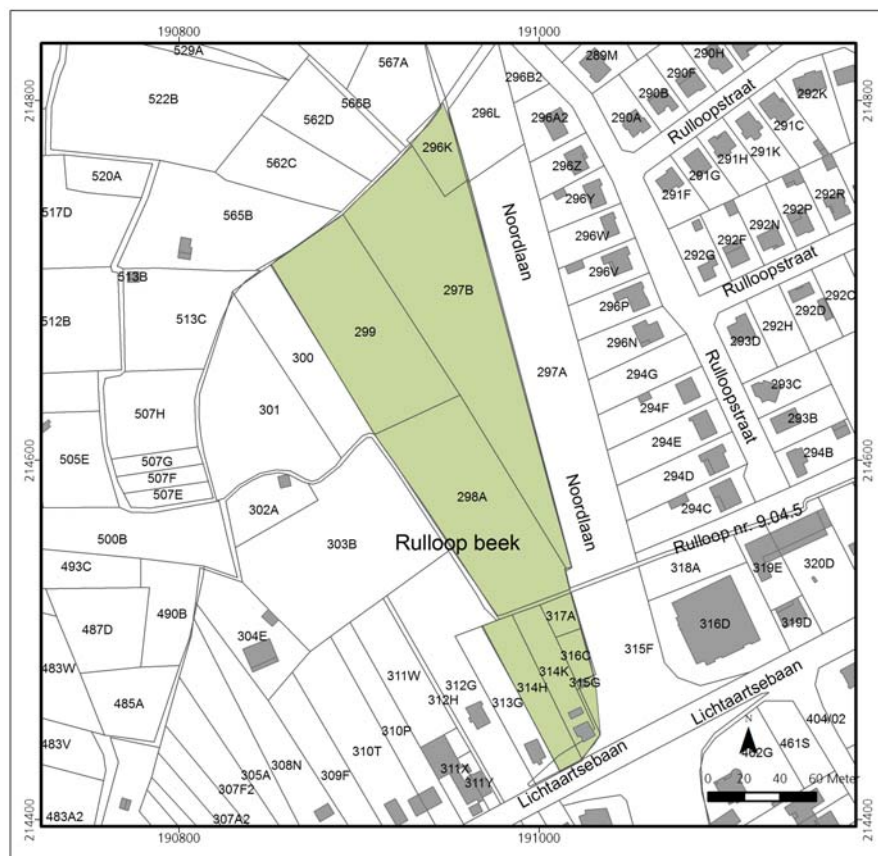 190800
191000
214800
214600
214400
214800
214600
214400
190800
191000
529A
567A
289M
290H
290F
290B
290A
296B2
522B
566B
562D
296L
296A2
Rulloopstraat
292K
291C
291K
291H
291G
291F
296K
562C
520A
296Z
296Y
292R
292P
292N
292F
292G
517D
565B
Noordlaan
296W
296V
Rulloopstraat
513B
513C
297B
296P
292C
292D
292H
293D
512B
299
300
296N
297A
294G
Rulloopstraat
293C
293B
294B
507H
301
294F
294E
505E
507G
507F
507E
Noordlaan
294D
294C
298A
302A
303B
500B
Rulloop beek
Rulloop nr. 9.04.5
493C
318A
319E
320D
490B
487D
304E
317A
316D
319D
311W
316C
315F
483W
312G
312H
314K
314H
315G
313G
485A
310P
483V
310T
Lichtaartsebaan
404/02
308N
305A
309F
311X
311Y
Lichtaartsebaan
N
462G
461S
307F2
307A2
483A2
0 20 40 60 Meter